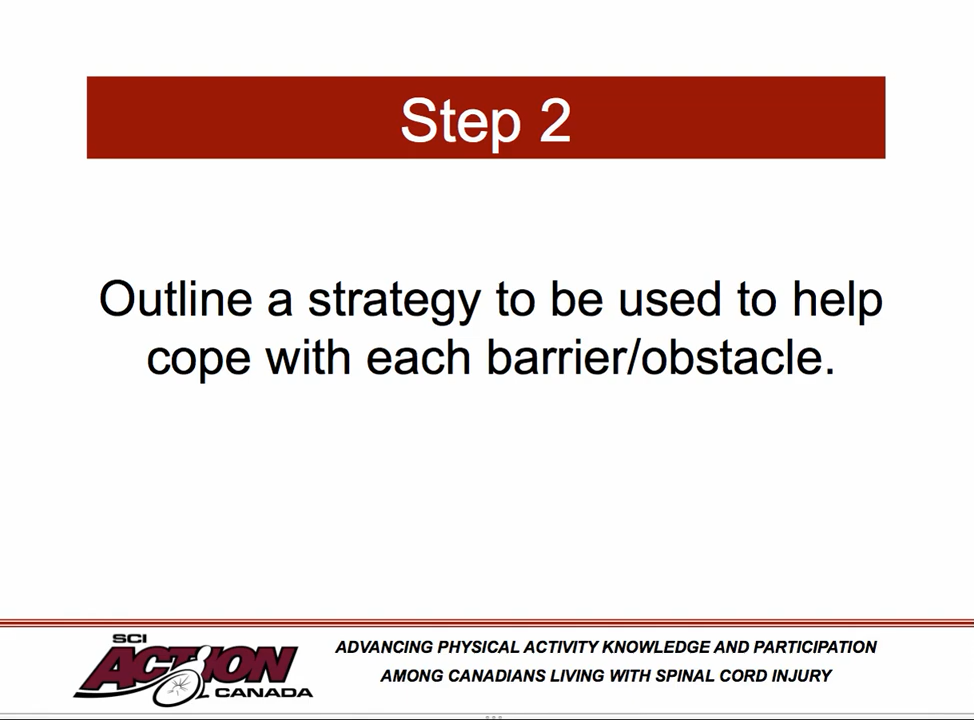 Step 2
Outline a strategy to be used to help
cope with each barrier/obstacle.
SCI
ACTION
CANADA
ADVANCING PHYSICAL ACTIVITY KNOWLEDGE AND PARTICIPATION
AMONG CANADIANS LIVING WITH SPINAL CORD INJURY